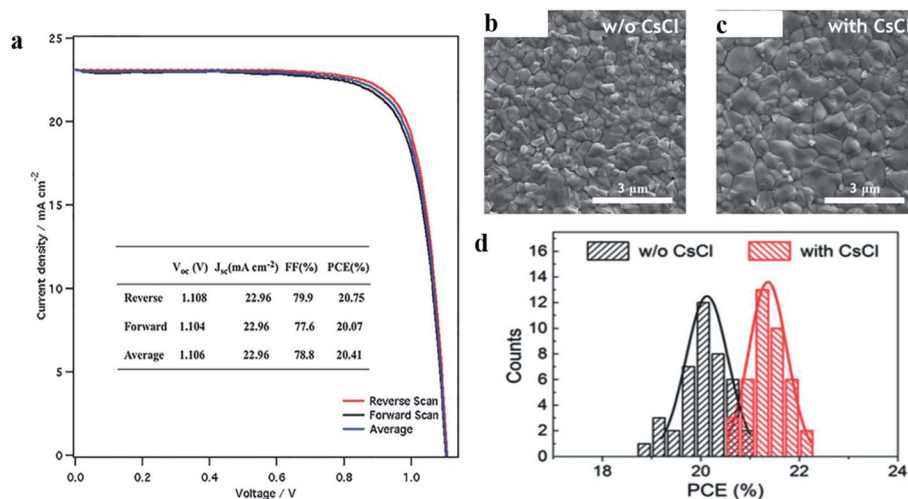 a
Current density / mA cm⁻²
25
20
15
10
5
0
V_oc (V) J_sc(mA cm⁻²) FF(%) PCE(%)
Reverse 1.108 22.96 79.9 20.75
Forward 1.104 22.96 77.6 20.07
Average 1.106 22.96 78.8 20.41
Reverse Scan
Forward Scan
Average
0.0 0.2 0.4 0.6 0.8 1.0
Voltage / V
b
w/o CsCl
3 μm
c
with CsCl
3 μm
d
w/o CsCl with CsCl
Counts
16
14
12
10
8
6
4
2
0
18 20 22 24
PCE (%)